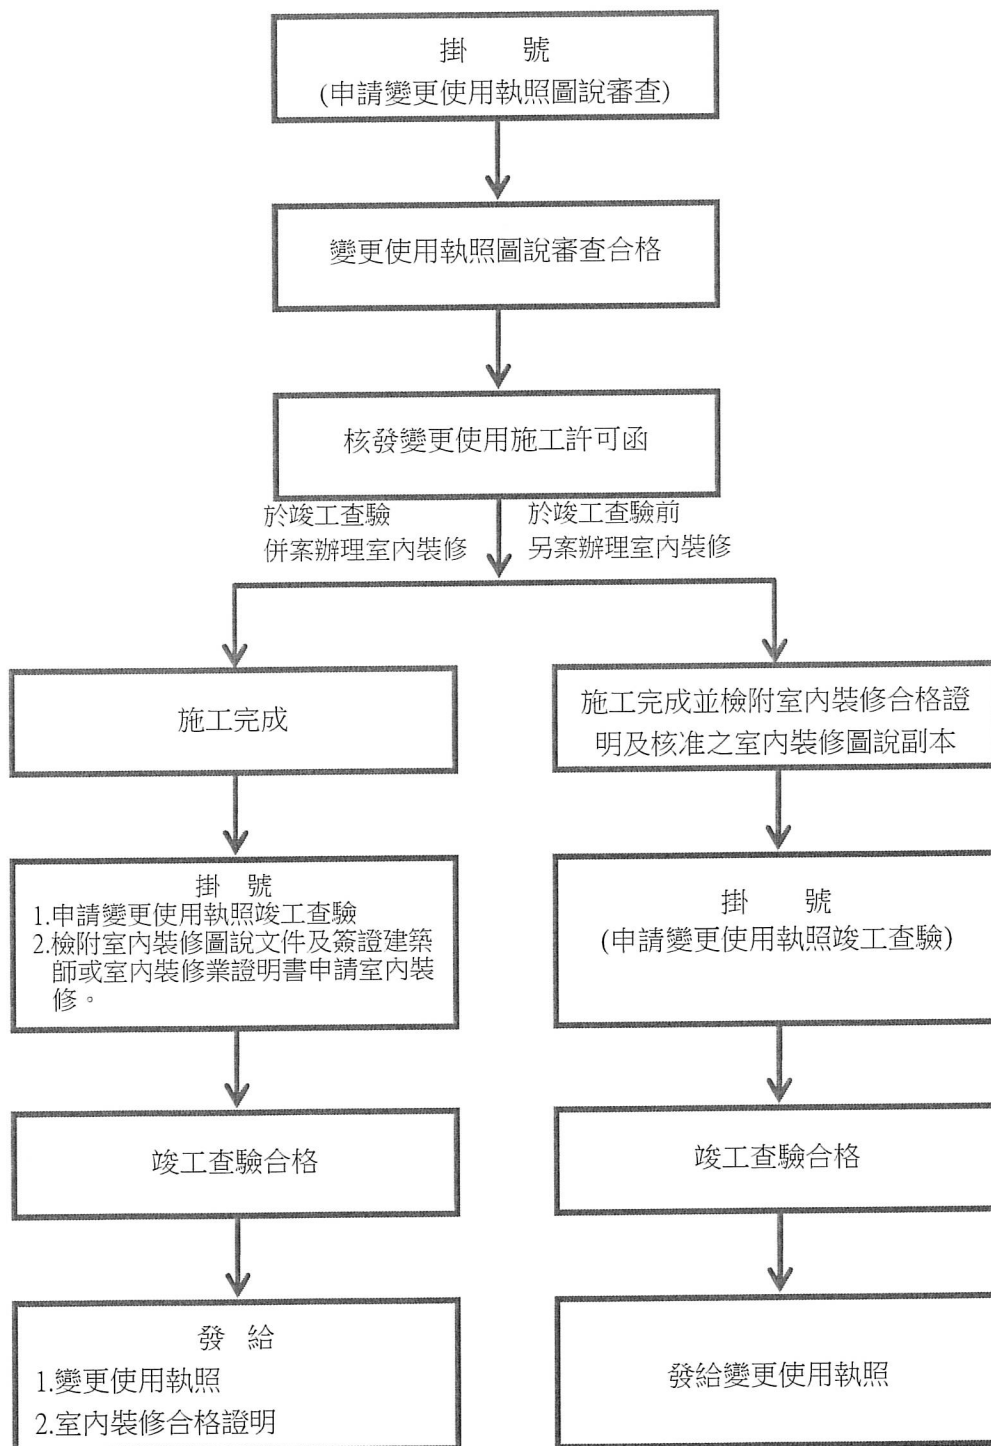 掛 號
(申請變更使用執照圖說審查)
變更使用執照圖說審查合格
核發變更使用施工許可函
於竣工查驗
併案辦理室內裝修
於竣工查驗前
另案辦理室內裝修
施工完成
掛 號
1.申請變更使用執照竣工查驗
2.檢附室內裝修圖說文件及簽證建築
師或室內裝修業證明書申請室內裝
修。
竣工查驗合格
發 給
1.變更使用執照
2.室內裝修合格證明
施工完成並檢附室內裝修合格證
明及核准之室內裝修圖說副本
掛 號
(申請變更使用執照竣工查驗)
竣工查驗合格
發給變更使用執照